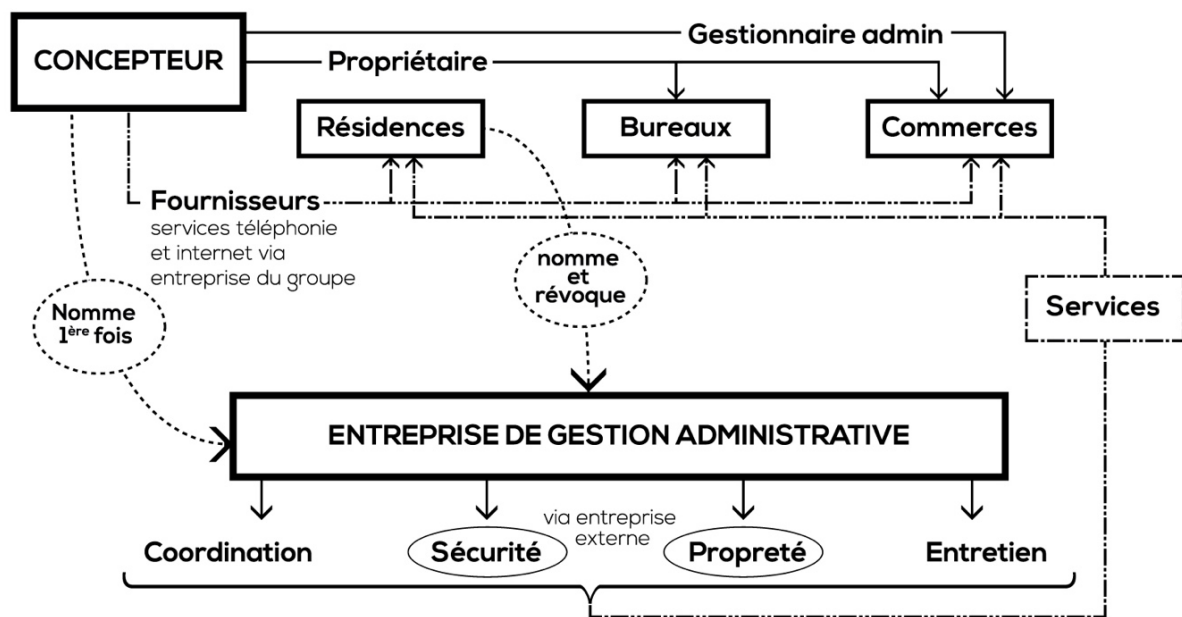 CONCEPTEUR
Gestionnaire admin
Propriétaire
Résidences
Bureaux
Commerces
Fournisseurs
services téléphonie
et internet via
entreprise du groupe
nomme
et
révoque
Nomme
1ère fois
Services
ENTREPRISE DE GESTION ADMINISTRATIVE
via entreprise
externe
Coordination
Sécurité
Propreté
Entretien